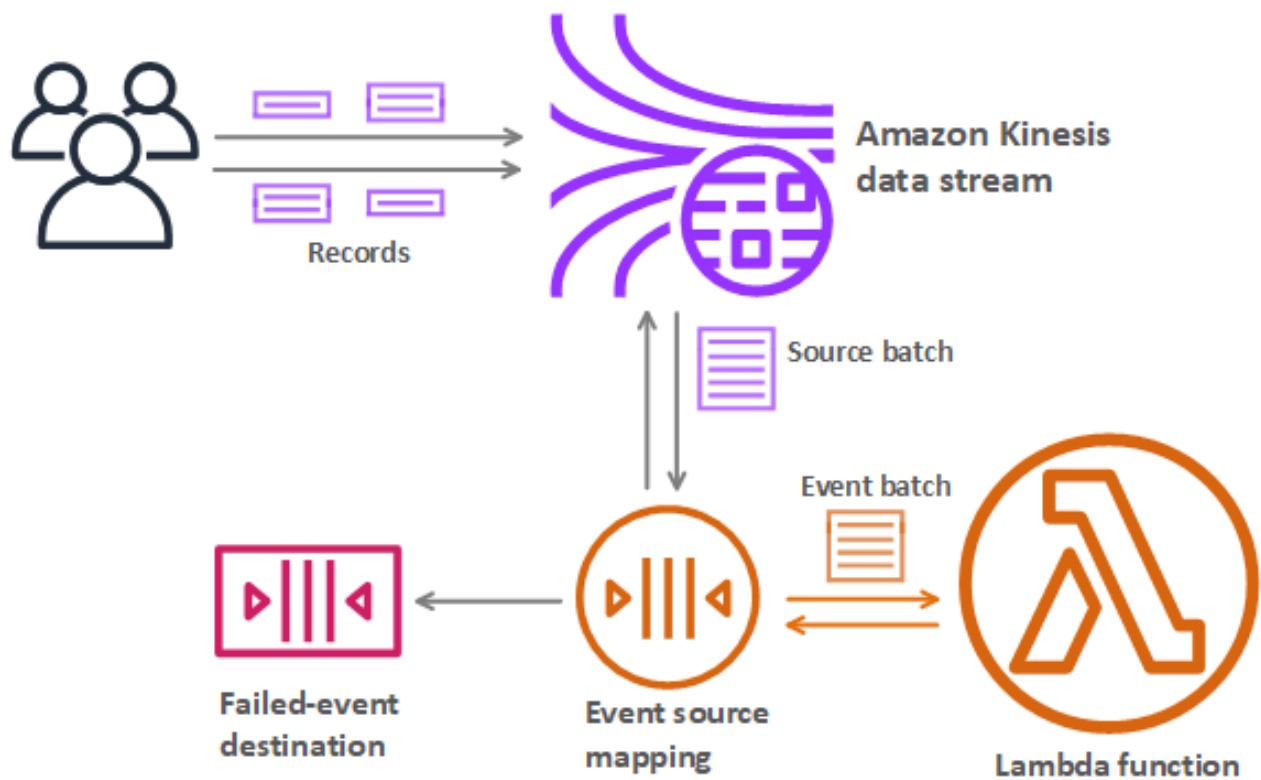 Amazon Kinesis
data stream
Records
Source batch
Event batch
Failed-event
destination
Event source
mapping
Lambda function